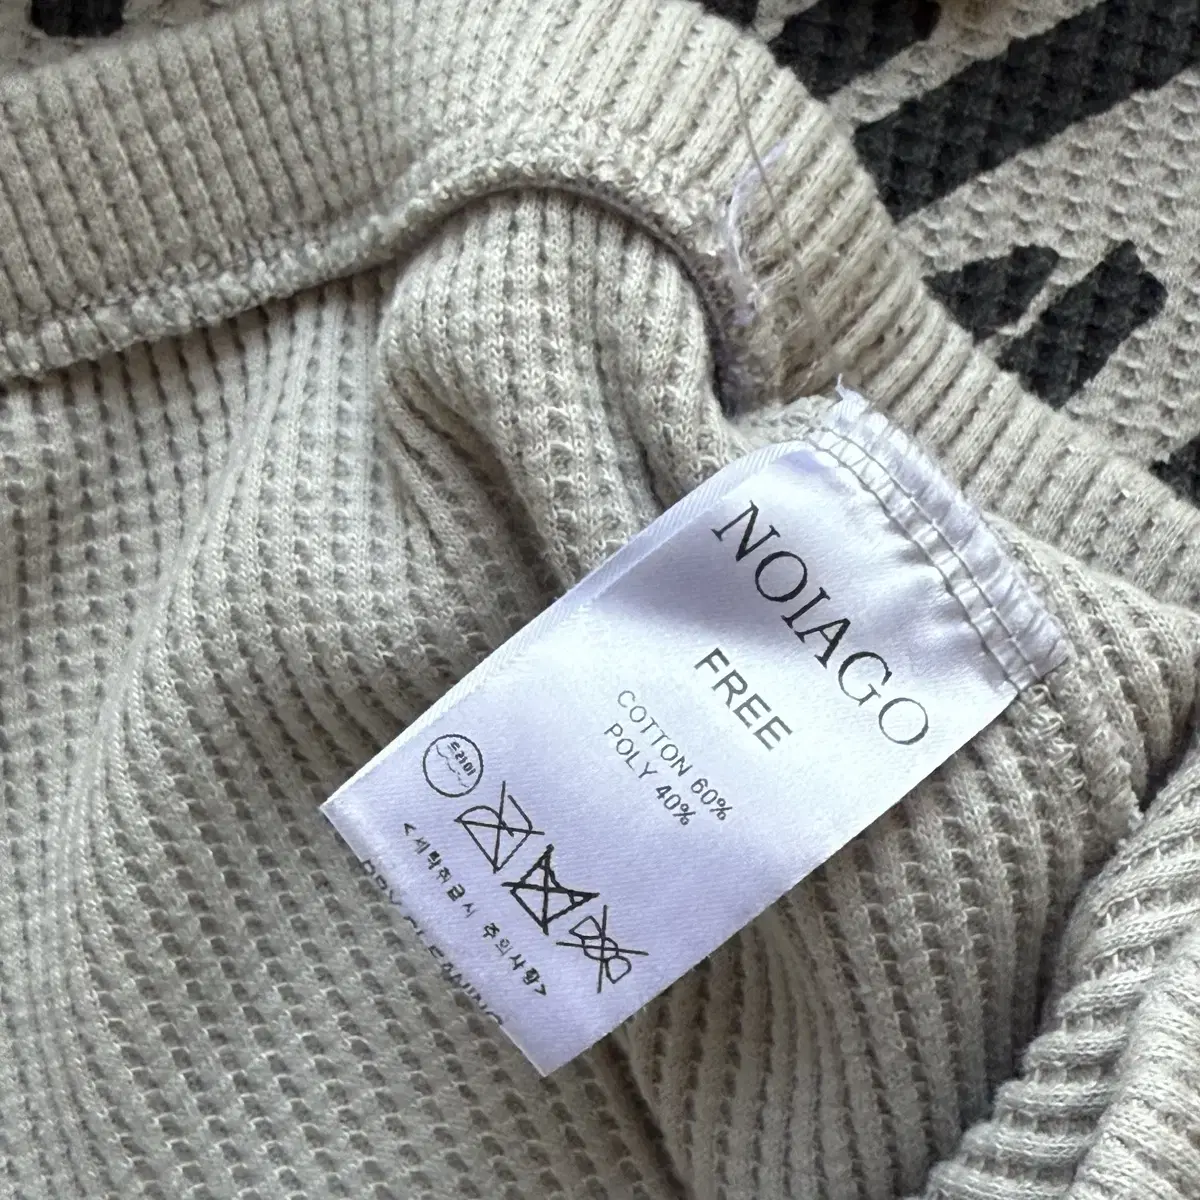 NOIAGO
FREE
COTTON 60%
POLY 40%
드라이
<세탁취급시 주의사항>